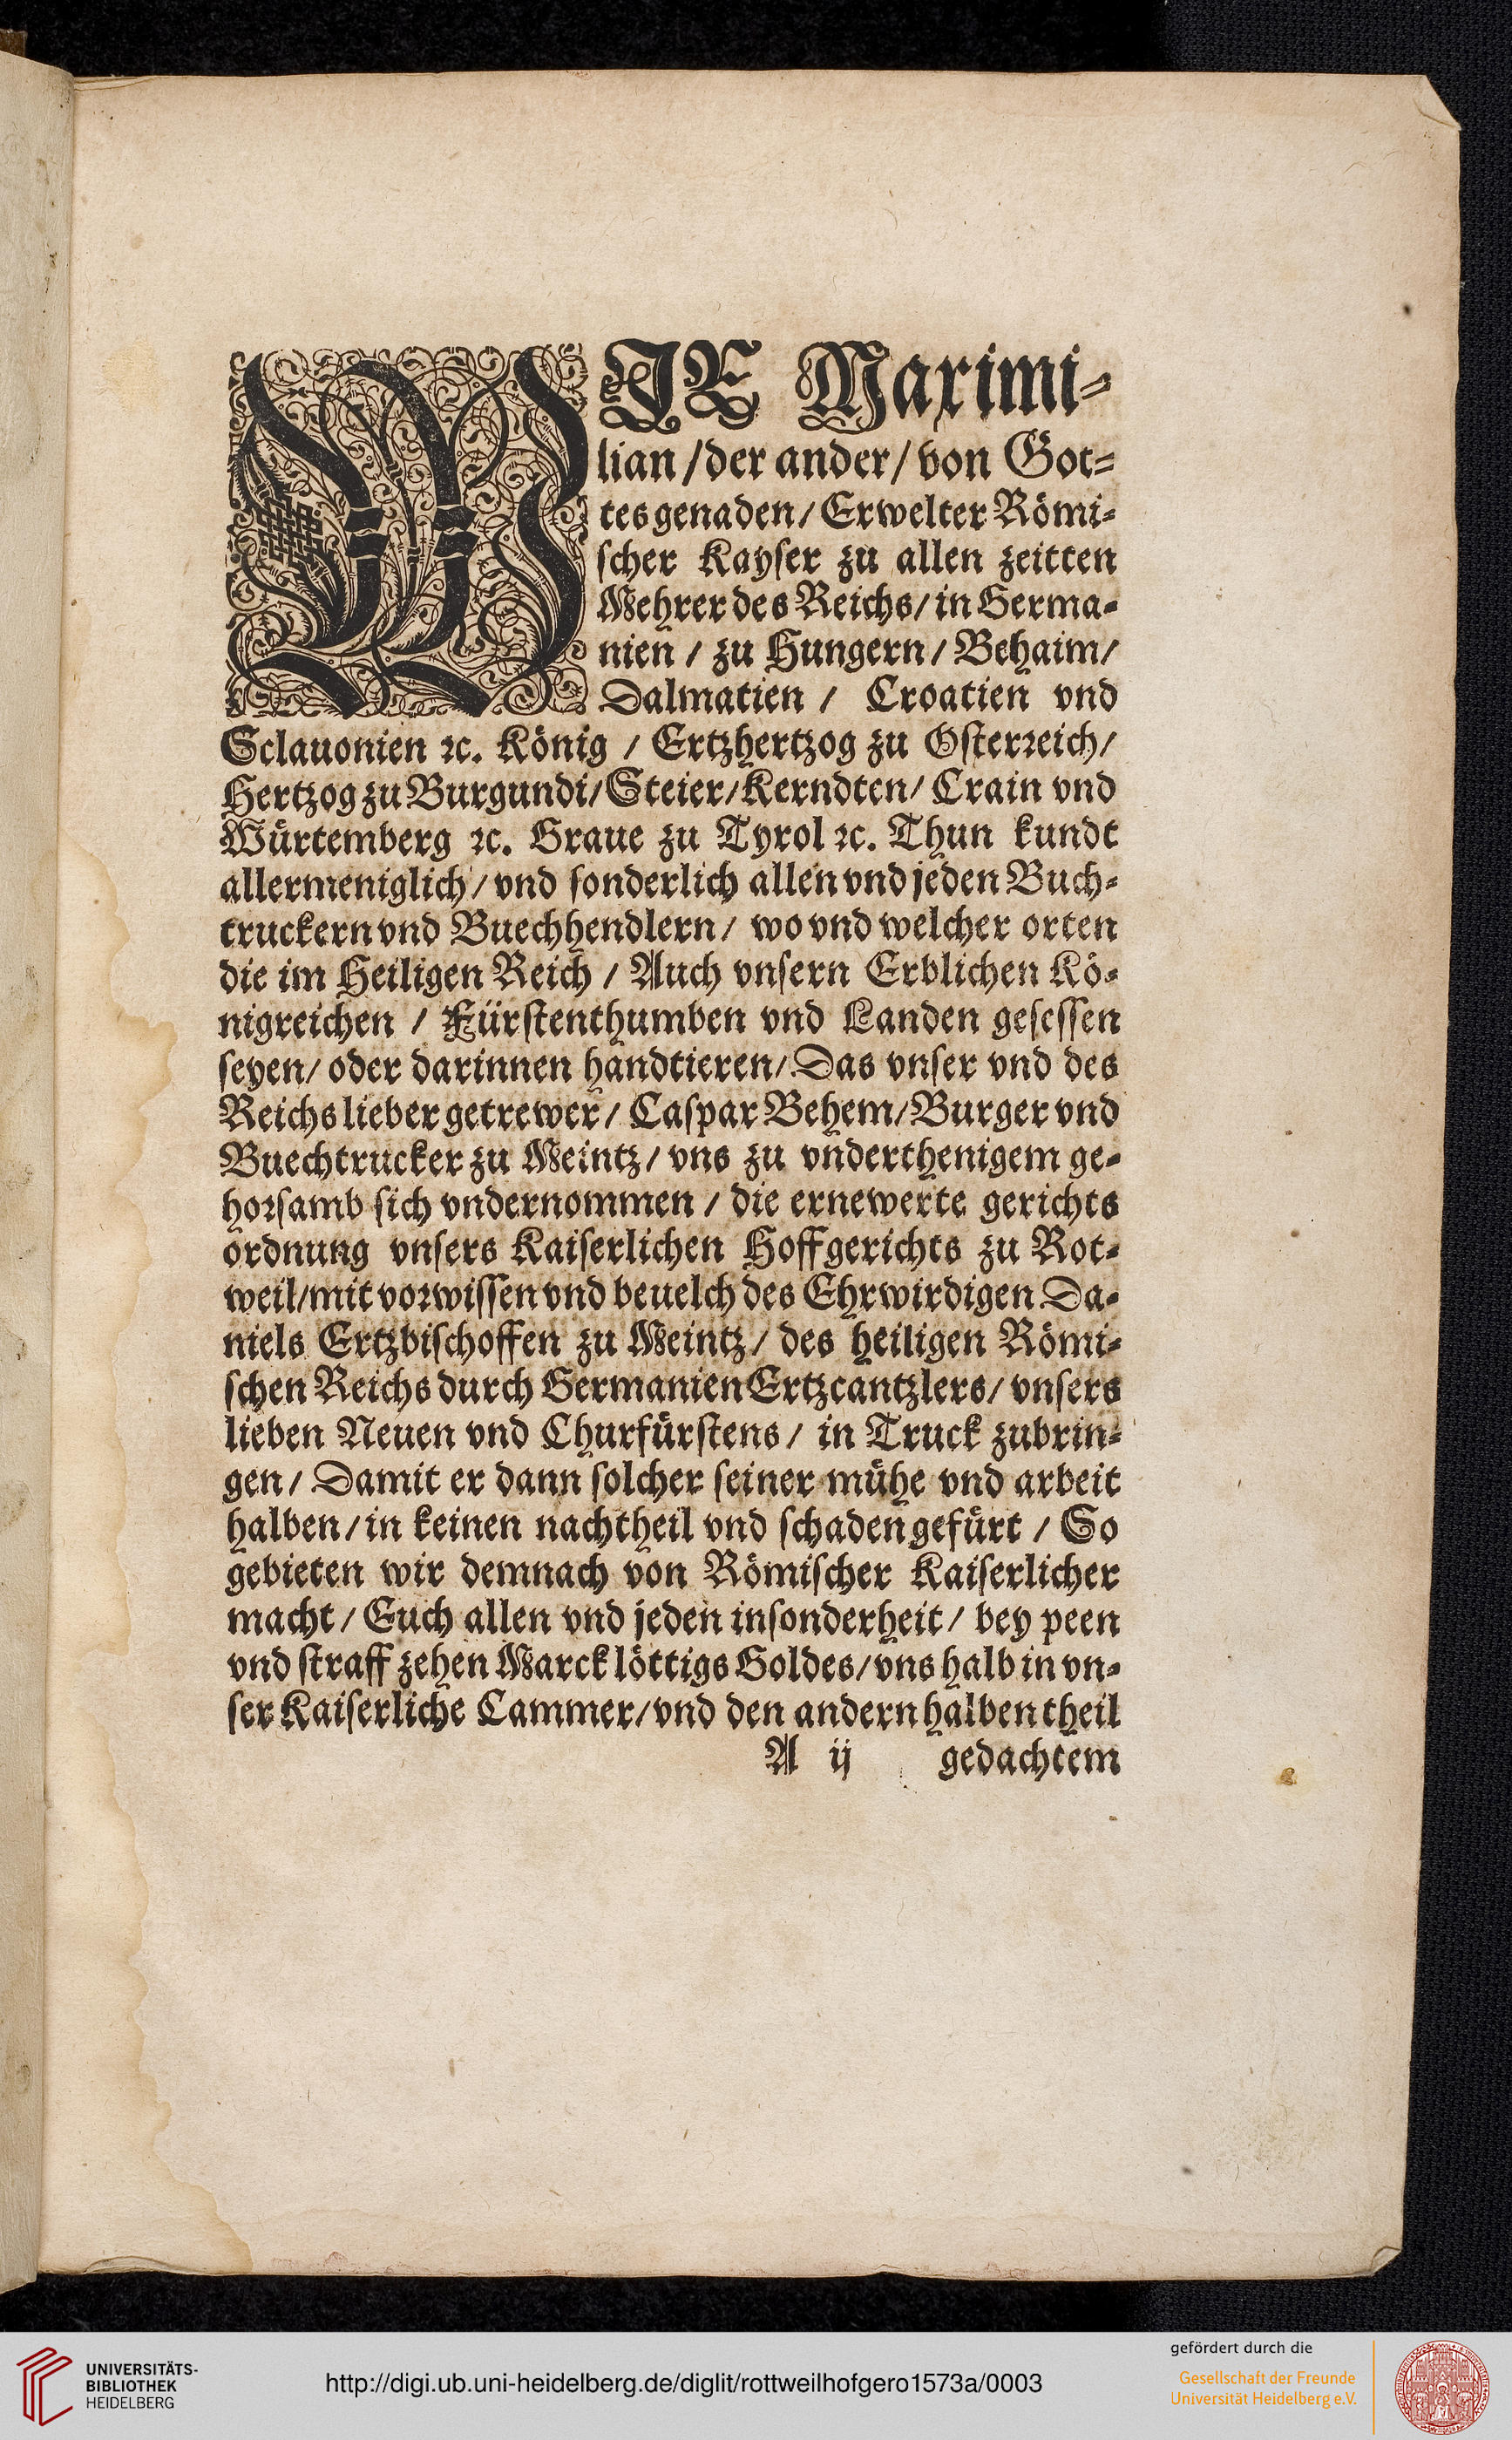 WIR Maximi-
lian / der ander / von Got-
tes genaden / Erwelter Römi-
scher Kayser zu allen zeitten
Mehrer des Reichs / in Germa-
nien / zu Hungern / Behaim /
Dalmatien / Croatien vnd
Sclauonien ꝛc. König / Ertzhertzog zu Osterꝛeich /
Hertzog zu Burgundi / Steier / Kerndten / Crain vnd
Würtemberg ꝛc. Graue zu Tyrol ꝛc. Thun kundt
allermeniglich / vnd sonderlich allen vnd jeden Buch-
truckern vnd Buechhendlern / wo vnd welcher orten
die im Heiligen Reich / Auch vnsern Erblichen Kö-
nigreichen / Fürstenthumben vnd Landen gesessen
seyen / oder darinnen handtieren / Das vnser vnd des
Reichs lieber getrewer / Caspar Behem / Burger vnd
Buechtrucker zu Meintz / vns zu vnderthenigem ge-
hoꝛsamb sich vndernommen / die ernewerte gerichts
ordnung vnsers Kaiserlichen Hoffgerichts zu Rot-
weil / mit voꝛwissen vnd beuelch des Ehrwirdigen Da-
niels Ertzbischoffen zu Meintz / des heiligen Römi-
schen Reichs durch Germanien Ertzcantzlers / vnsers
lieben Neuen vnd Churfürstens / in Truck zubrin-
gen / Damit er dann solcher seiner mühe vnd arbeit
halben / in keinen nachtheil vnd schaden gefürt / So
gebieten wir demnach von Römischer Kaiserlicher
macht / Euch allen vnd jeden insonderheit / bey peen
vnd straff zehen Marck löttigs Goldes / vns halb in vn-
ser Kaiserliche Cammer / vnd den andern halben theil
A ij gedachtem
UNIVERSITÄTS-
BIBLIOTHEK
HEIDELBERG
http://digi.ub.uni-heidelberg.de/diglit/rottweilhofgero1573a/0003
gefördert durch die
Gesellschaft der Freunde
Universität Heidelberg e.V.